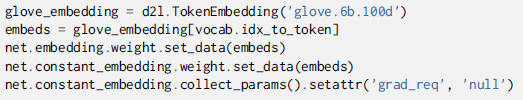 glove_embedding = d2l.TokenEmbedding('glove.6b.100d')
embeds = glove_embedding[vocab.idx_to_token]
net.embedding.weight.set_data(embeds)
net.constant_embedding.weight.set_data(embeds)
net.constant_embedding.collect_params().setattr('grad_req', 'null')